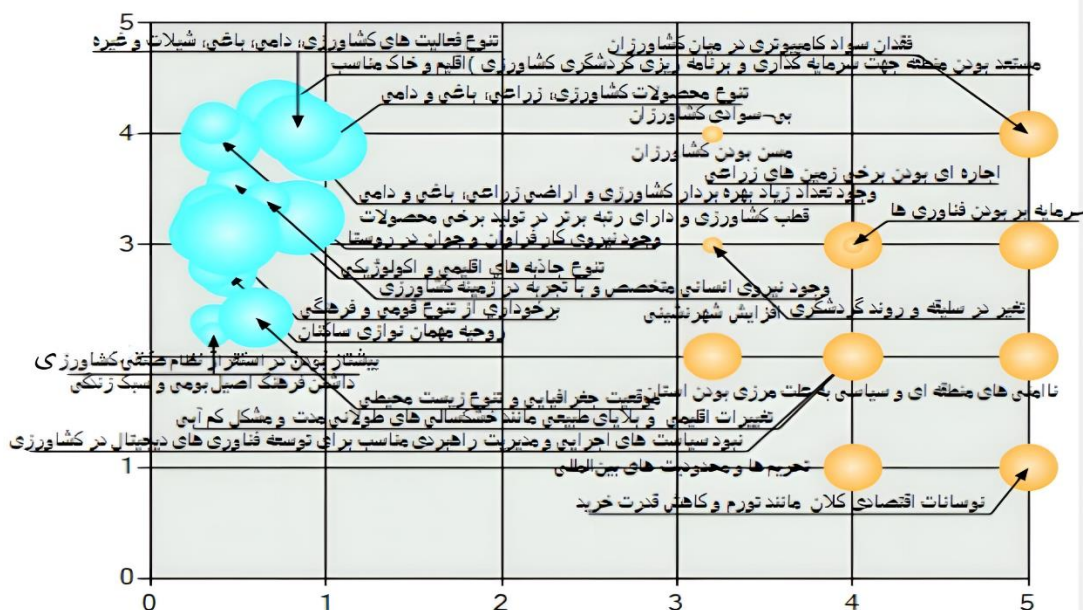 5
تنوع فعالیت های کشاورزی، دامی، باغی، شیلات و غیره
فقدان سواد کامپیوتری در میان کشاورزان
مستعد بودن منطقه جهت سرمایه گذاری و برنامه ریزی گردشگری کشاورزی )اقلیم و خاک مناسب
تنوع محصولات کشاورزی، زراعی، باغی و دامی
بی-سوادی کشاورزان
4
مسن بودن کشاورزان
اجاره ای بودن برخی زمین های زراعی
وجود تعداد زیاد بهره بردار کشاورزی و اراضی زراعی، باغی و دامی
قطب کشاورزی و دارای رتبه برتر در تولید برخی محصولات
سرمایه بر بودن فناوری ها
3
وجود نیروی کار فراوان و جوان در روستا
تنوع جاذبه های اقلیمی و اکولوژیکی
وجود نیروی انسانی متخصص و با تجربه در زمینه کشاورزی
برخوداری از تنوع قومی و فرهنگی
افزایش شهرنشینی
تغیر در سلیقه و روند گردشگری
روحیه مهمان نوازی ساکنان
2
پیشتاز بودن در استقرار نظام صنفی کشاورزی
داشتن فرهنگ اصیل بومی و سبک زندگی
ناامنی های منطقه ای و سیاسی به علت مرزی بودن استان
موقعیت جغرافیایی و تنوع زیست محیطی
تغییرات اقلیمی و بلایای طبیعی مانند خشکسالی های طولانی مدت و مشکل کم آبی
نبود سیاست های اجرایی و مدیریت راهبردی مناسب برای توسعه فناوری های دیجیتال در کشاورزی
1
تحریم ها و محدودیت های بین المللی
نوسانات اقتصادی کلان مانند تورم و کاهش قدرت خرید
0
0 1 2 3 4 5